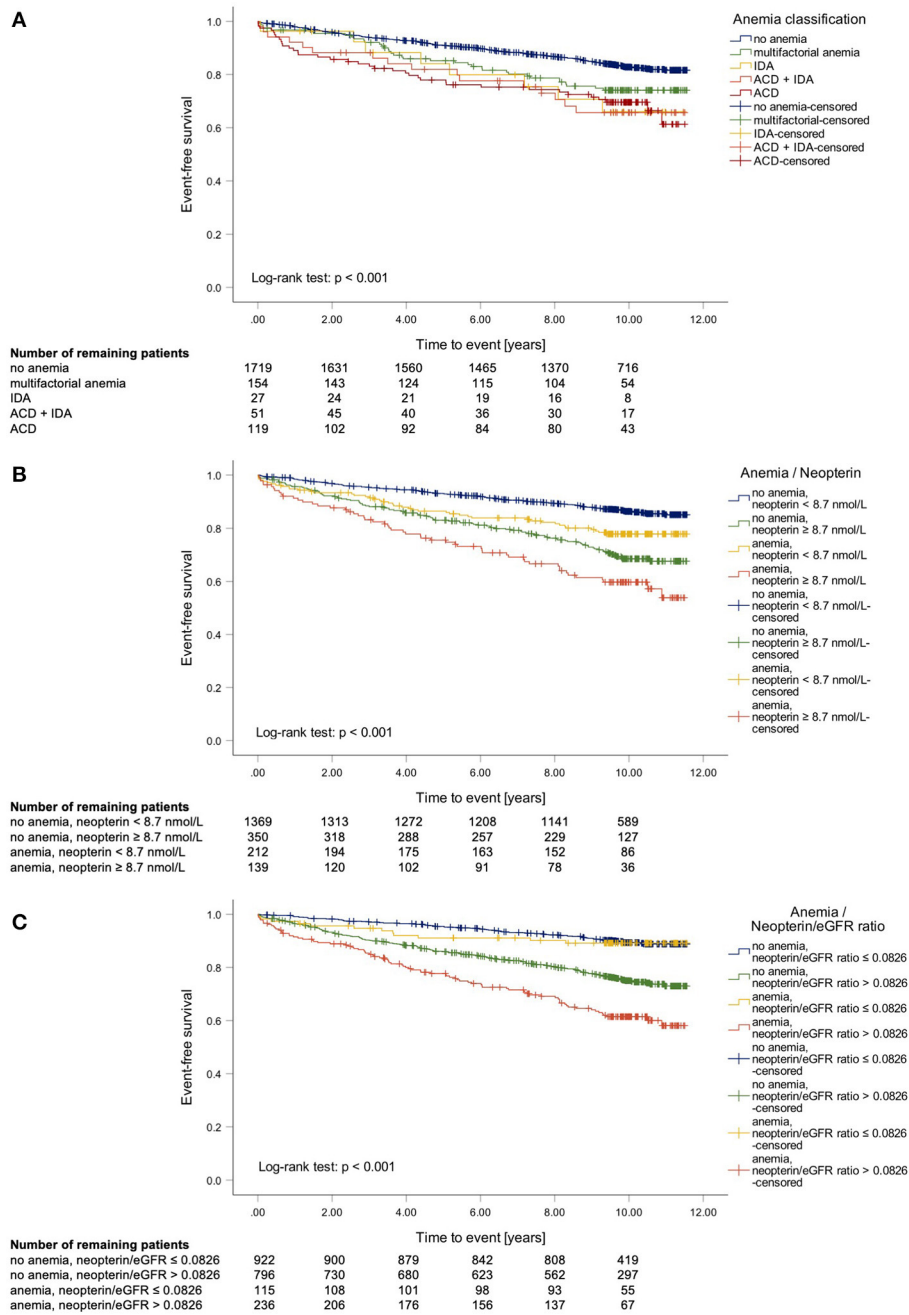 A
Event-free survival
1.0
0.8
0.6
0.4
0.2
0.0
Log-rank test: p < 0.001
.00 2.00 4.00 6.00 8.00 10.00 12.00
Time to event [years]
Anemia classification
no anemia
multifactorial anemia
IDA
ACD + IDA
ACD
no anemia-censored
multifactorial-censored
IDA-censored
ACD + IDA-censored
ACD-censored
Number of remaining patients
no anemia 1719 1631 1560 1465 1370 716
multifactorial anemia 154 143 124 115 104 54
IDA 27 24 21 19 16 8
ACD + IDA 51 45 40 36 30 17
ACD 119 102 92 84 80 43
B
Event-free survival
1.0
0.8
0.6
0.4
0.2
0.0
Log-rank test: p < 0.001
.00 2.00 4.00 6.00 8.00 10.00 12.00
Time to event [years]
Anemia / Neopterin
no anemia,
neopterin < 8.7 nmol/L
no anemia,
neopterin ≥ 8.7 nmol/L
anemia,
neopterin < 8.7 nmol/L
anemia,
neopterin ≥ 8.7 nmol/L
no anemia,
neopterin < 8.7 nmol/L-
censored
no anemia,
neopterin ≥ 8.7 nmol/L-
censored
anemia,
neopterin < 8.7 nmol/L-
censored
anemia,
neopterin ≥ 8.7 nmol/L-
censored
Number of remaining patients
no anemia, neopterin < 8.7 nmol/L 1369 1313 1272 1208 1141 589
no anemia, neopterin ≥ 8.7 nmol/L 350 318 288 257 229 127
anemia, neopterin < 8.7 nmol/L 212 194 175 163 152 86
anemia, neopterin ≥ 8.7 nmol/L 139 120 102 91 78 36
C
Event-free survival
1.0
0.8
0.6
0.4
0.2
0.0
Log-rank test: p < 0.001
.00 2.00 4.00 6.00 8.00 10.00 12.00
Time to event [years]
Anemia /
Neopterin/eGFR ratio
no anemia,
neopterin/eGFR ratio ≤ 0.0826
no anemia,
neopterin/eGFR ratio > 0.0826
anemia,
neopterin/eGFR ratio ≤ 0.0826
anemia,
neopterin/eGFR ratio > 0.0826
no anemia,
neopterin/eGFR ratio ≤ 0.0826
-censored
no anemia,
neopterin/eGFR ratio > 0.0826
-censored
anemia,
neopterin/eGFR ratio ≤ 0.0826
-censored
anemia,
neopterin/eGFR ratio > 0.0826
-censored
Number of remaining patients
no anemia, neopterin/eGFR ≤ 0.0826 922 900 879 842 808 419
no anemia, neopterin/eGFR > 0.0826 796 730 680 623 562 297
anemia, neopterin/eGFR ≤ 0.0826 115 108 101 98 93 55
anemia, neopterin/eGFR > 0.0826 236 206 176 156 137 67